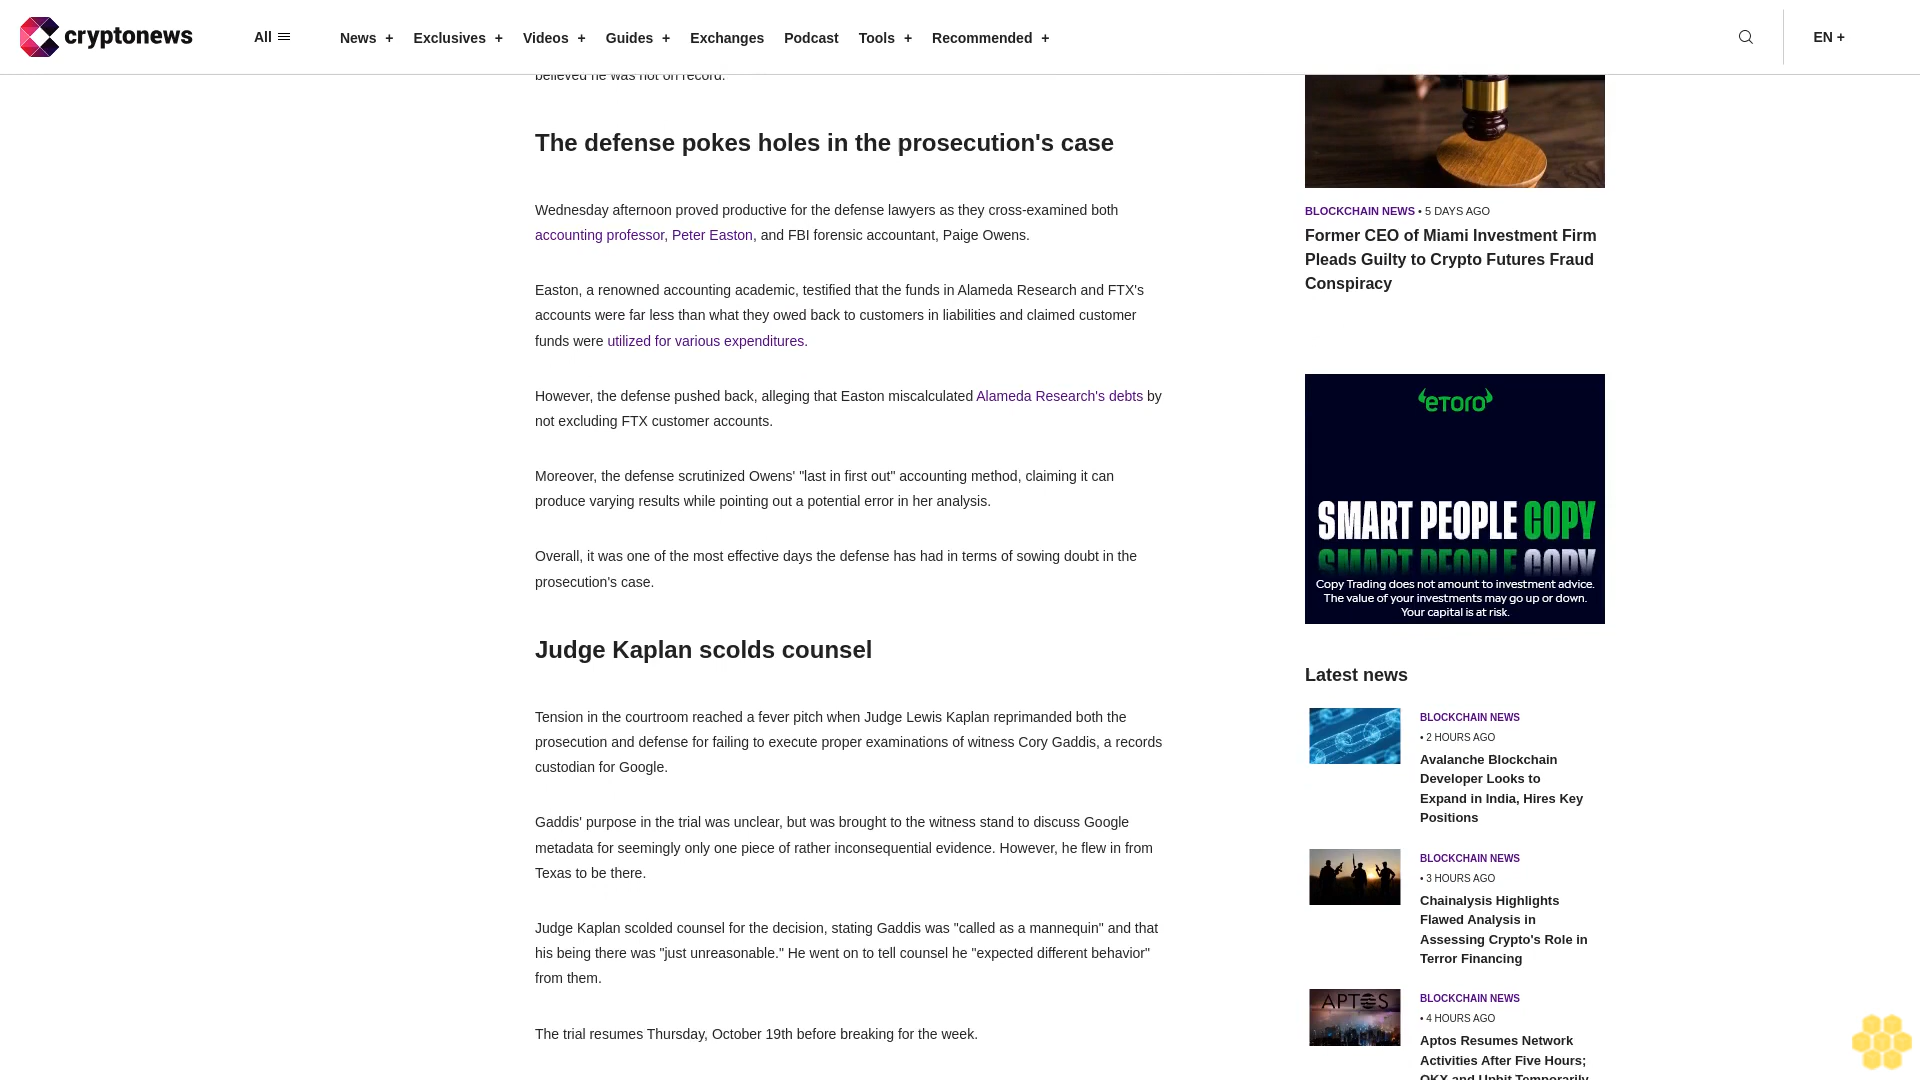 cryptonews
All
News +
Exclusives +
Videos +
Guides +
Exchanges
Podcast
Tools +
Recommended +
EN +
believed he was not on record.
The defense pokes holes in the prosecution's case
Wednesday afternoon proved productive for the defense lawyers as they cross-examined both
accounting professor, Peter Easton, and FBI forensic accountant, Paige Owens.
Easton, a renowned accounting academic, testified that the funds in Alameda Research and FTX's
accounts were far less than what they owed back to customers in liabilities and claimed customer
funds were utilized for various expenditures.
However, the defense pushed back, alleging that Easton miscalculated Alameda Research's debts by
not excluding FTX customer accounts.
Moreover, the defense scrutinized Owens' "last in first out" accounting method, claiming it can
produce varying results while pointing out a potential error in her analysis.
Overall, it was one of the most effective days the defense has had in terms of sowing doubt in the
prosecution's case.
Judge Kaplan scolds counsel
Tension in the courtroom reached a fever pitch when Judge Lewis Kaplan reprimanded both the
prosecution and defense for failing to execute proper examinations of witness Cory Gaddis, a records
custodian for Google.
Gaddis' purpose in the trial was unclear, but was brought to the witness stand to discuss Google
metadata for seemingly only one piece of rather inconsequential evidence. However, he flew in from
Texas to be there.
Judge Kaplan scolded counsel for the decision, stating Gaddis was "called as a mannequin" and that
his being there was "just unreasonable." He went on to tell counsel he "expected different behavior"
from them.
The trial resumes Thursday, October 19th before breaking for the week.
BLOCKCHAIN NEWS • 5 DAYS AGO
Former CEO of Miami Investment Firm
Pleads Guilty to Crypto Futures Fraud
Conspiracy
eToro
SMART PEOPLE COPY
SMART PEOPLE COPY
Copy Trading does not amount to investment advice.
The value of your investments may go up or down.
Your capital is at risk.
Latest news
BLOCKCHAIN NEWS
• 2 HOURS AGO
Avalanche Blockchain
Developer Looks to
Expand in India, Hires Key
Positions
BLOCKCHAIN NEWS
• 3 HOURS AGO
Chainalysis Highlights
Flawed Analysis in
Assessing Crypto's Role in
Terror Financing
APTOS
BLOCKCHAIN NEWS
• 4 HOURS AGO
Aptos Resumes Network
Activities After Five Hours;
OKX and Upbit Temporarily